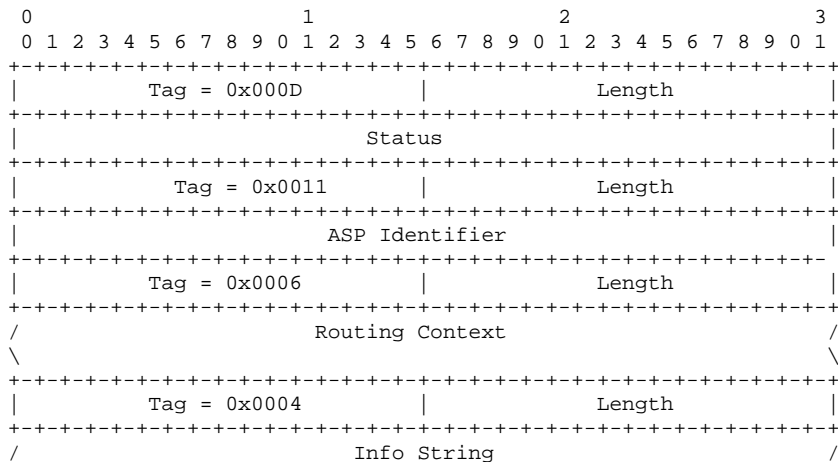 0                   1                   2                   3
 0 1 2 3 4 5 6 7 8 9 0 1 2 3 4 5 6 7 8 9 0 1 2 3 4 5 6 7 8 9 0 1
+-+-+-+-+-+-+-+-+-+-+-+-+-+-+-+-+-+-+-+-+-+-+-+-+-+-+-+-+-+-+-+-+
|          Tag = 0x000D         |             Length            |
+-+-+-+-+-+-+-+-+-+-+-+-+-+-+-+-+-+-+-+-+-+-+-+-+-+-+-+-+-+-+-+-+
|                           Status                              |
+-+-+-+-+-+-+-+-+-+-+-+-+-+-+-+-+-+-+-+-+-+-+-+-+-+-+-+-+-+-+-+-+
|            Tag = 0x0011       |             Length            |
+-+-+-+-+-+-+-+-+-+-+-+-+-+-+-+-+-+-+-+-+-+-+-+-+-+-+-+-+-+-+-+-+
|                        ASP Identifier                         |
+-+-+-+-+-+-+-+-+-+-+-+-+-+-+-+-+-+-+-+-+-+-+-+-+-+-+-+-+-+-+-+-
|          Tag = 0x0006         |             Length            |
+-+-+-+-+-+-+-+-+-+-+-+-+-+-+-+-+-+-+-+-+-+-+-+-+-+-+-+-+-+-+-+-+
/                       Routing Context                         /
\                                                               \
+-+-+-+-+-+-+-+-+-+-+-+-+-+-+-+-+-+-+-+-+-+-+-+-+-+-+-+-+-+-+-+-+
|          Tag = 0x0004         |             Length            |
+-+-+-+-+-+-+-+-+-+-+-+-+-+-+-+-+-+-+-+-+-+-+-+-+-+-+-+-+-+-+-+-+
/                          Info String                          /